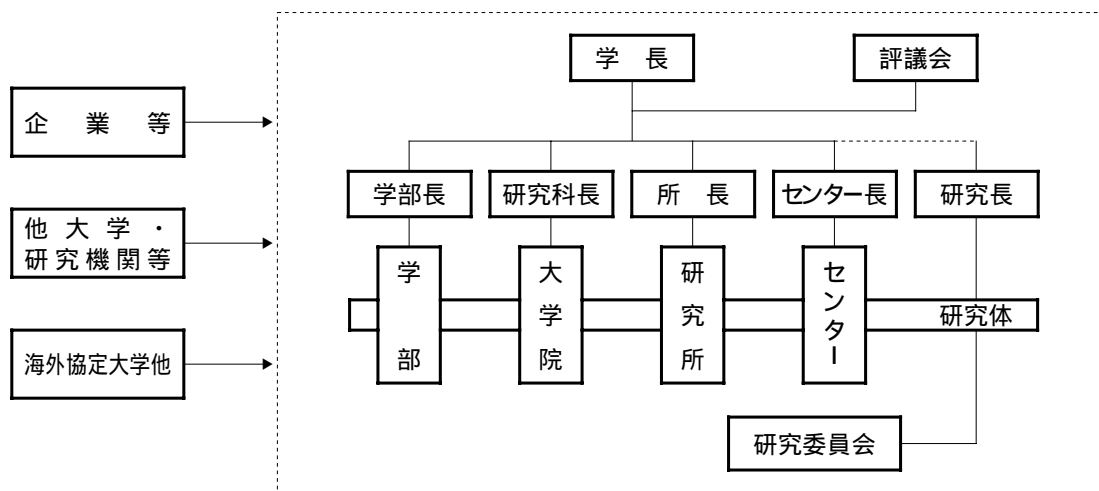 学　長
評議会
企　業　等
学部長
研究科長
所　長
センター長
研究長
他大学・
研究機関等
学部
大学院
研究所
センター
研究体
海外協定大学他
研究委員会